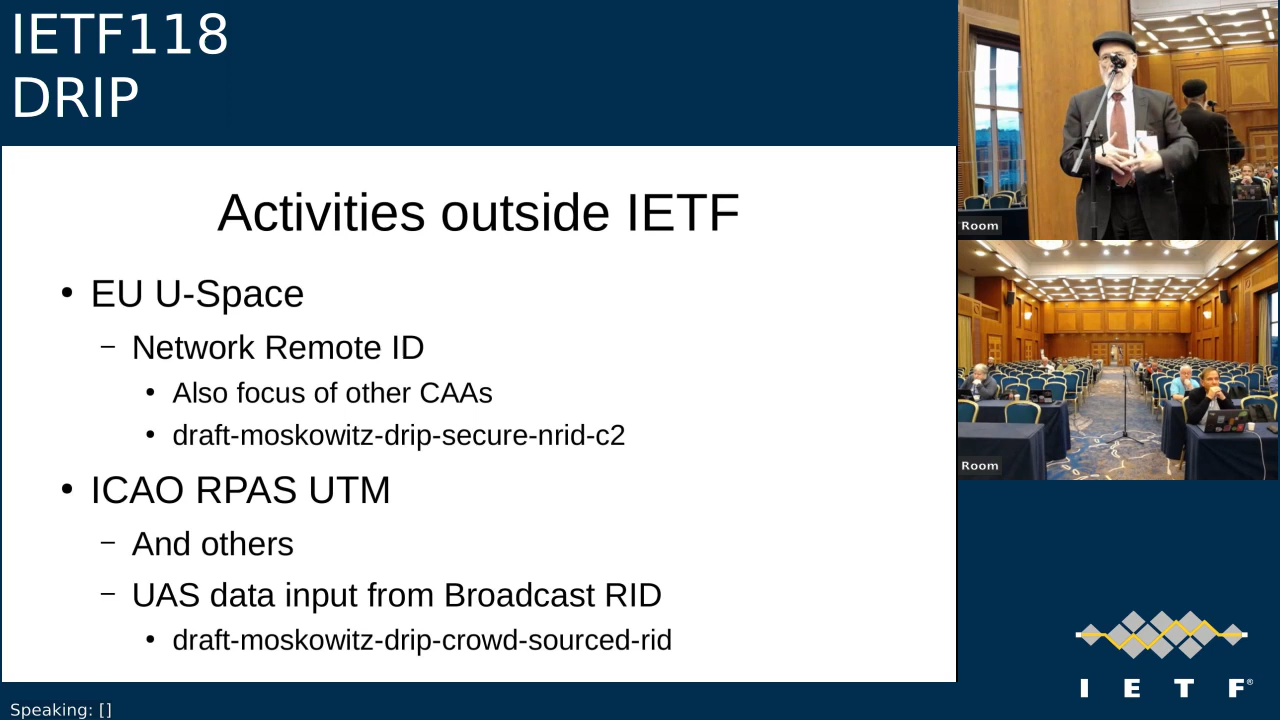 IETF118
DRIP
Activities outside IETF
• EU U-Space
– Network Remote ID
• Also focus of other CAAs
• draft-moskowitz-drip-secure-nrid-c2
• ICAO RPAS UTM
– And others
– UAS data input from Broadcast RID
• draft-moskowitz-drip-crowd-sourced-rid
Speaking: []
Room
Room
I E T F®